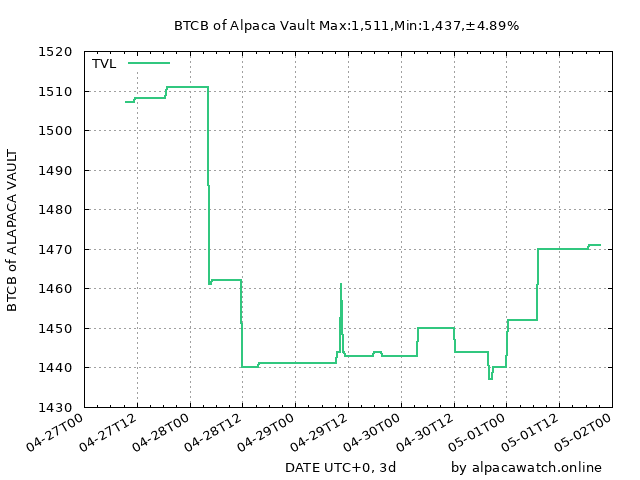 BTCB of Alpaca Vault Max:1,511,Min:1,437,±4.89%
TVL
1520
1510
1500
1490
1480
1470
1460
1450
1440
1430
BTCB of ALAPACA VAULT
04-27T00
04-27T12
04-28T00
04-28T12
04-29T00
04-29T12
04-30T00
04-30T12
05-01T00
05-01T12
05-02T00
DATE UTC+0, 3d
by alpacawatch.online